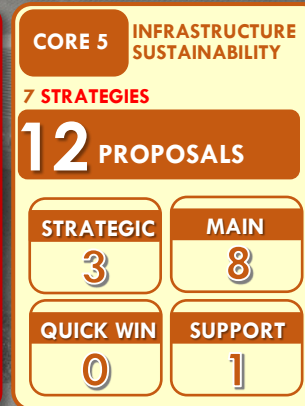 CORE 5
INFRASTRUCTURE
SUSTAINABILITY
7 STRATEGIES
12 PROPOSALS
STRATEGIC
3
MAIN
8
QUICK WIN
0
SUPPORT
1